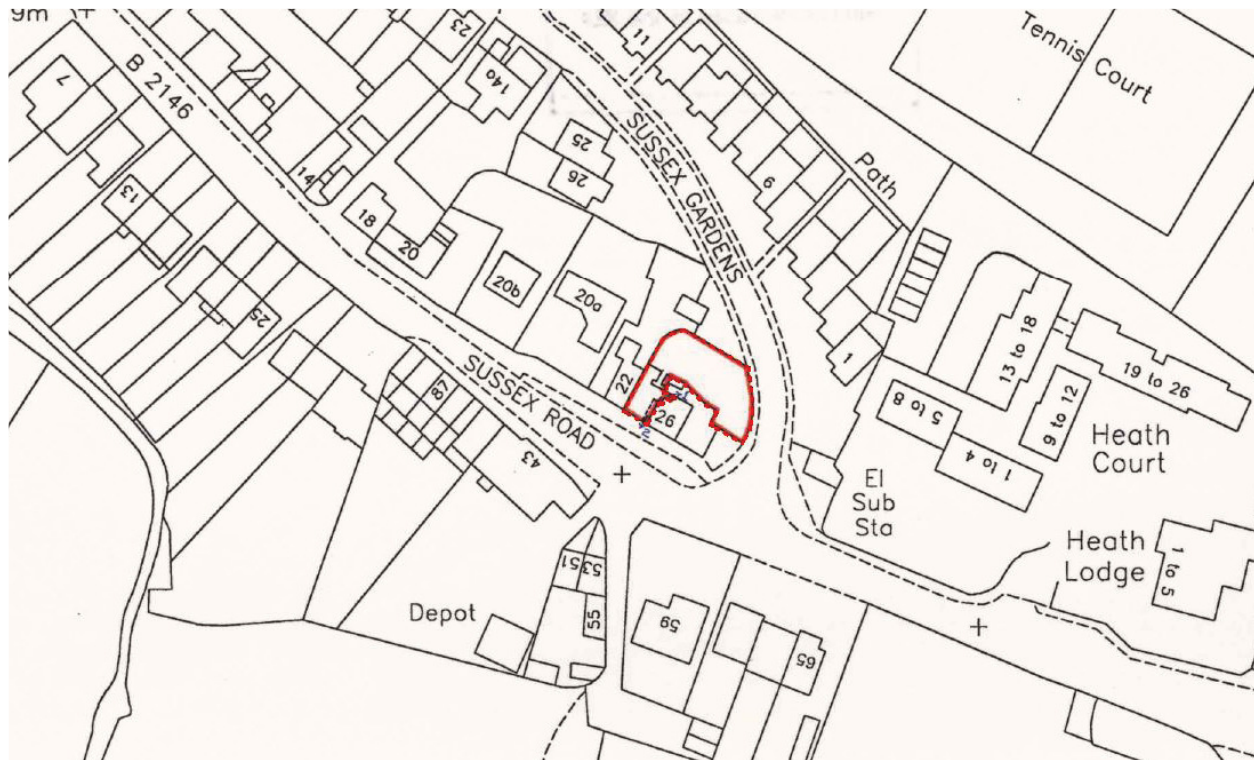 9m
B 2146
7
13
25
23
14a
11
14
18
20
20b
20a
25
26
SUSSEX GARDENS
Path
Tennis Court
1
22
26
SUSSEX ROAD
43
13 to 18
19 to 26
5 to 8
9 to 12
1 to 4
Heath
Court
El
Sub
Sta
Heath
Lodge
1 to 5
51
53
55
59
65
Depot